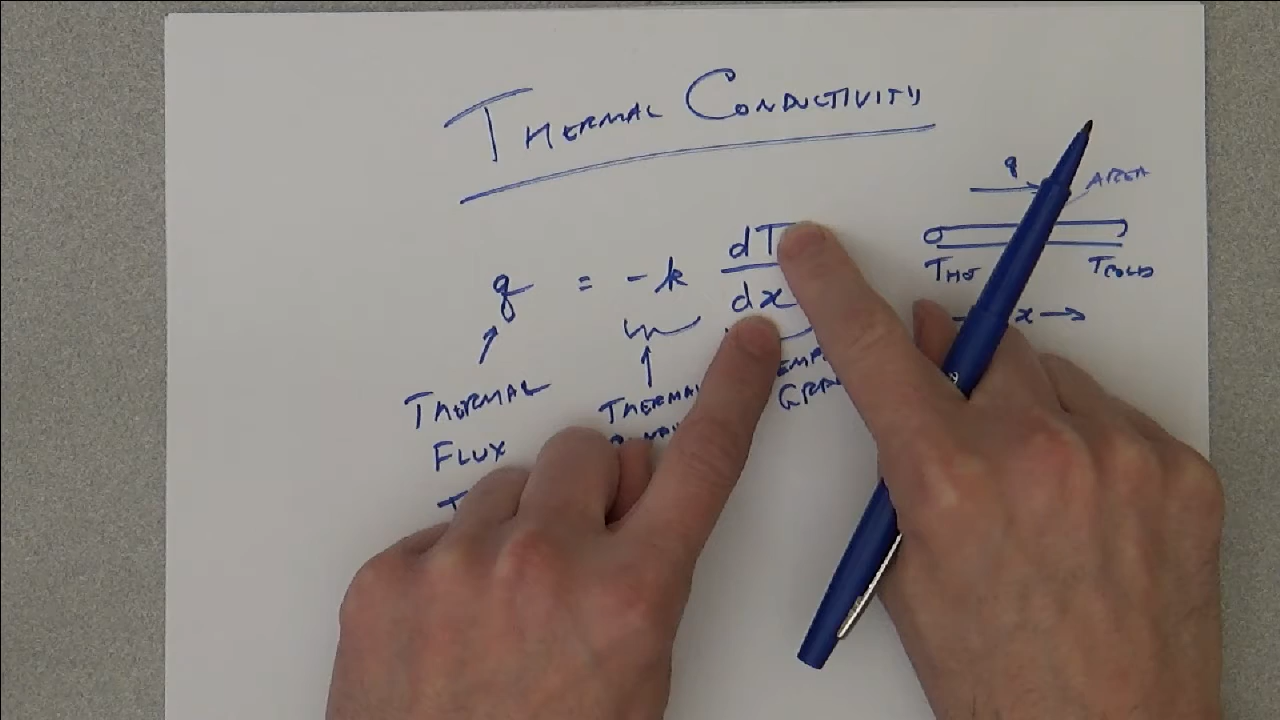 THERMAL CONDUCTIVITY
q = -k dT/dx
q
AREA
THOT
TCOLD
x
THERMAL
FLUX
THERMAL